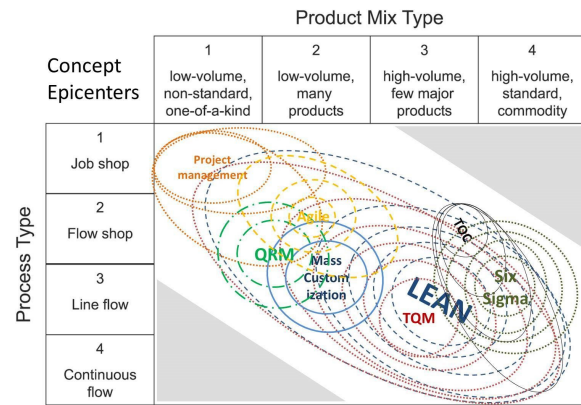 Product Mix Type
Concept
Epicenters
1
low-volume,
non-standard,
one-of-a-kind
2
low-volume,
many
products
3
high-volume,
few major
products
4
high-volume,
standard,
commodity
Process Type
1
Job shop
2
Flow shop
3
Line flow
4
Continuous
flow
Project
management
Agile
QRM
Mass
Custom
ization
TOC
LEAN
TQM
Six
Sigma